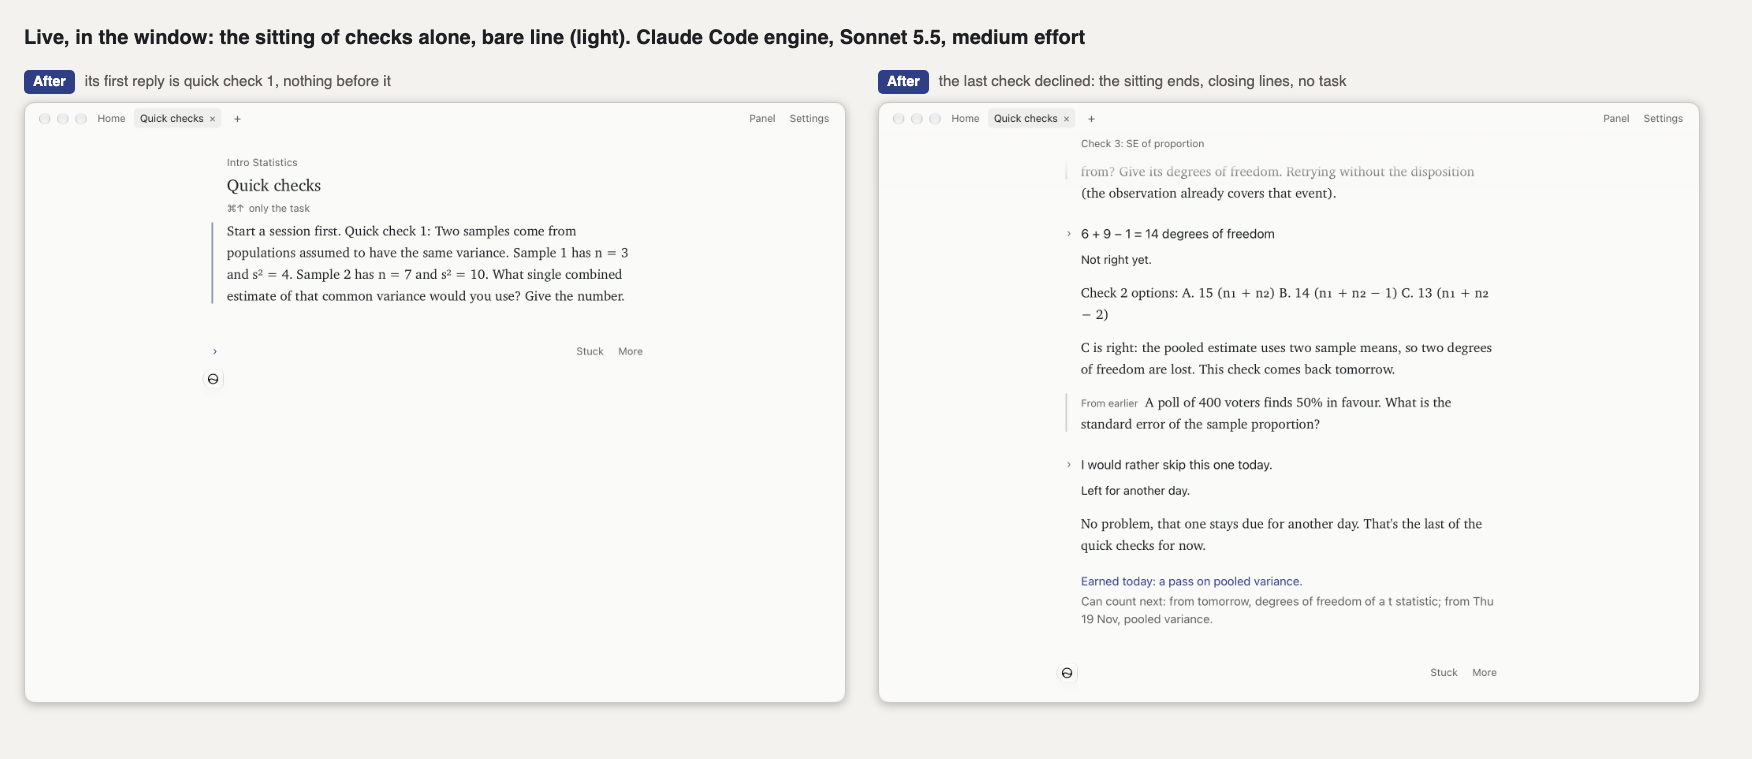 Live, in the window: the sitting of checks alone, bare line (light). Claude Code engine, Sonnet 5.5, medium effort
After its first reply is quick check 1, nothing before it
Home Quick checks × +
Panel Settings
Intro Statistics
Quick checks
⌘↑ only the task
Start a session first. Quick check 1: Two samples come from
populations assumed to have the same variance. Sample 1 has n = 3
and s² = 4. Sample 2 has n = 7 and s² = 10. What single combined
estimate of that common variance would you use? Give the number.
›
Stuck More
After the last check declined: the sitting ends, closing lines, no task
Home Quick checks × +
Panel Settings
Check 3: SE of proportion
from? Give its degrees of freedom. Retrying without the disposition
(the observation already covers that event).
› 6 + 9 − 1 = 14 degrees of freedom
Not right yet.
Check 2 options: A. 15 (n₁ + n₂) B. 14 (n₁ + n₂ − 1) C. 13 (n₁ + n₂
− 2)
C is right: the pooled estimate uses two sample means, so two degrees
of freedom are lost. This check comes back tomorrow.
From earlier A poll of 400 voters finds 50% in favour. What is the
standard error of the sample proportion?
› I would rather skip this one today.
Left for another day.
No problem, that one stays due for another day. That's the last of the
quick checks for now.
Earned today: a pass on pooled variance.
Can count next: from tomorrow, degrees of freedom of a t statistic; from Thu
19 Nov, pooled variance.
Stuck More